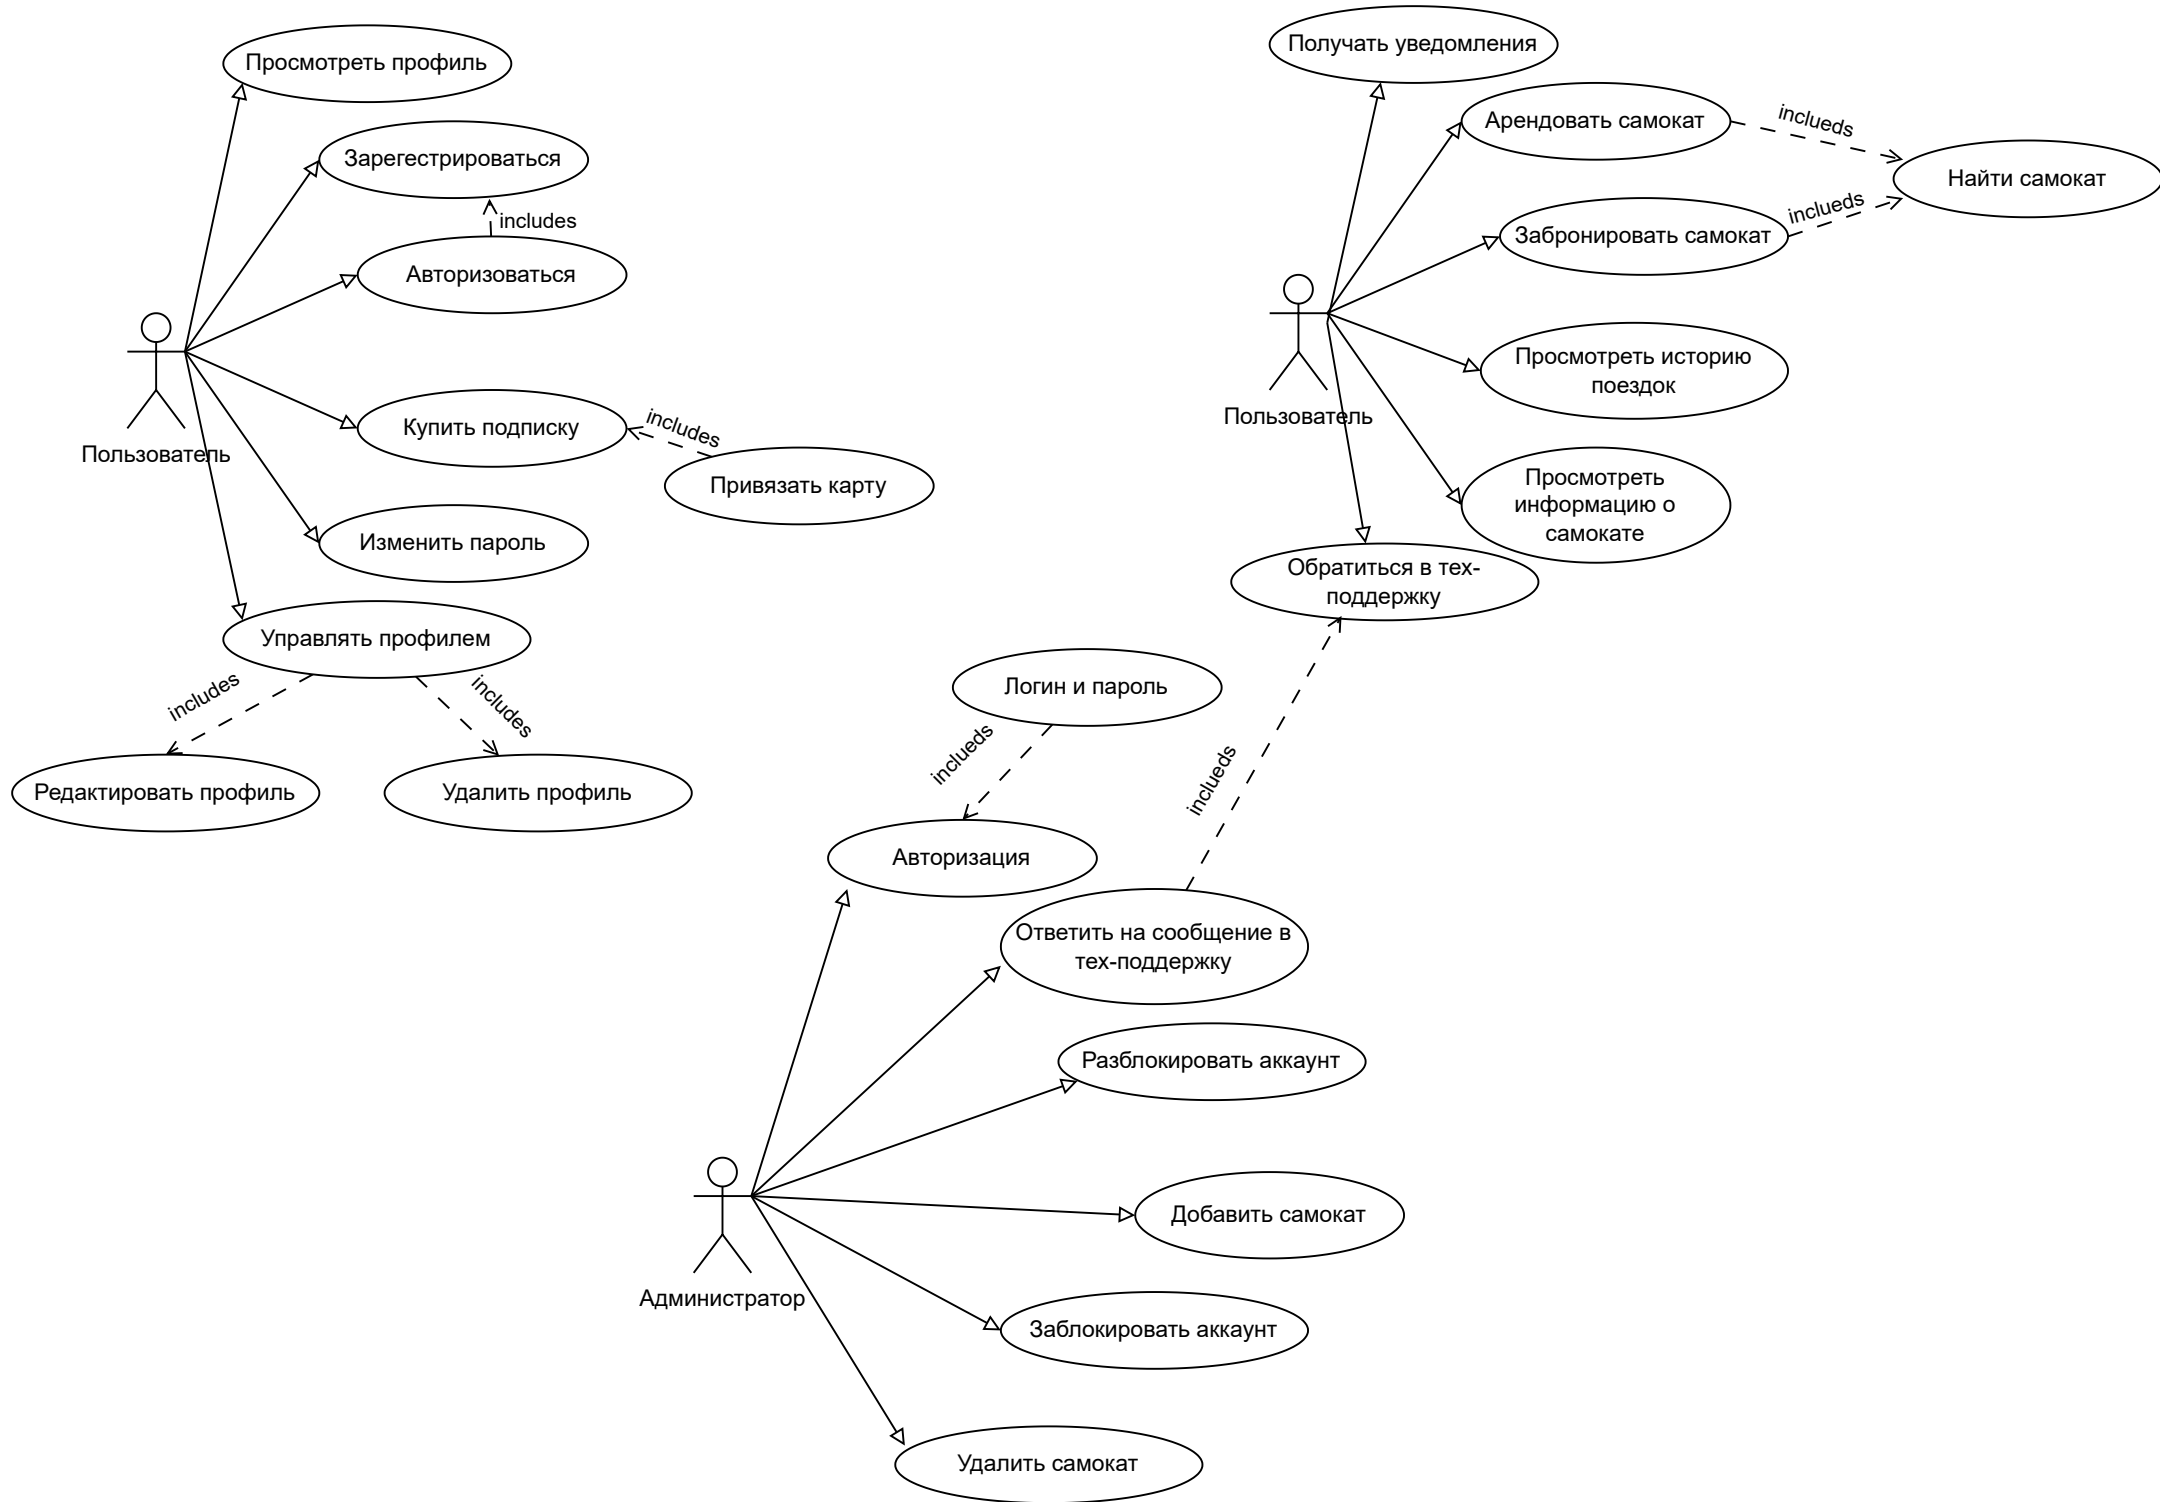 Просмотреть профиль
Зарегестрироваться
includes
Авторизоваться
Пользователь
Купить подписку
includes
Привязать карту
Изменить пароль
Управлять профилем
includes
includes
Редактировать профиль
Удалить профиль
Получать уведомления
Арендовать самокат
inclueds
Найти самокат
Забронировать самокат
inclueds
Пользователь
Просмотреть историю
поездок
Просмотреть
информацию о
самокате
Обратиться в тех-
поддержку
Логин и пароль
inclueds
inclueds
Авторизация
Ответить на сообщение в
тех-поддержку
Разблокировать аккаунт
Администратор
Добавить самокат
Заблокировать аккаунт
Удалить самокат